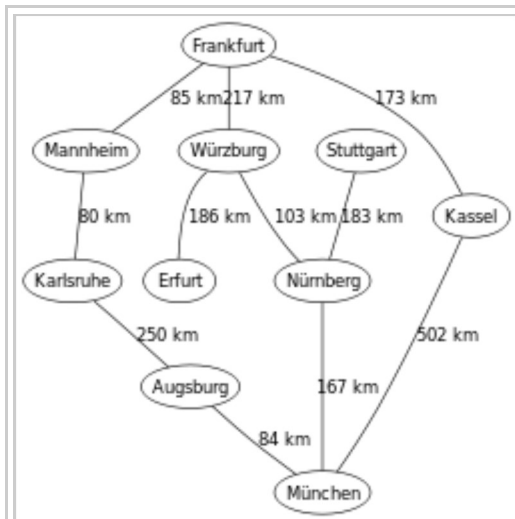 Frankfurt
85 km
217 km
173 km
Mannheim
Würzburg
Stuttgart
80 km
186 km
103 km
183 km
Kassel
Karlsruhe
Erfurt
Nürnberg
250 km
502 km
Augsburg
167 km
84 km
München